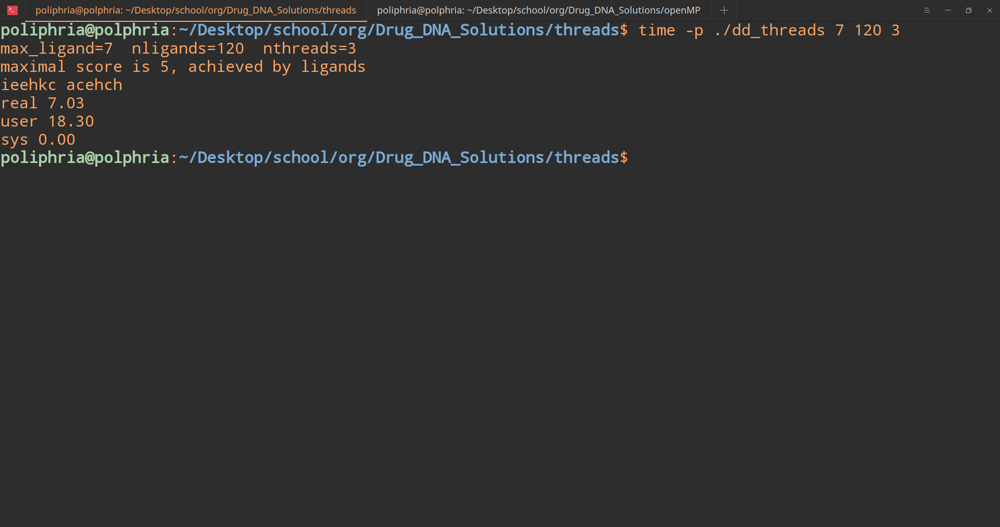 poliphria@polphria: ~/Desktop/school/org/Drug_DNA_Solutions/threads
poliphria@polphria: ~/Desktop/school/org/Drug_DNA_Solutions/openMP
poliphria@polphria:~/Desktop/school/org/Drug_DNA_Solutions/threads$ time -p ./dd_threads 7 120 3
max_ligand=7  nligands=120  nthreads=3
maximal score is 5, achieved by ligands
ieehkc acehch
real 7.03
user 18.30
sys 0.00
poliphria@polphria:~/Desktop/school/org/Drug_DNA_Solutions/threads$